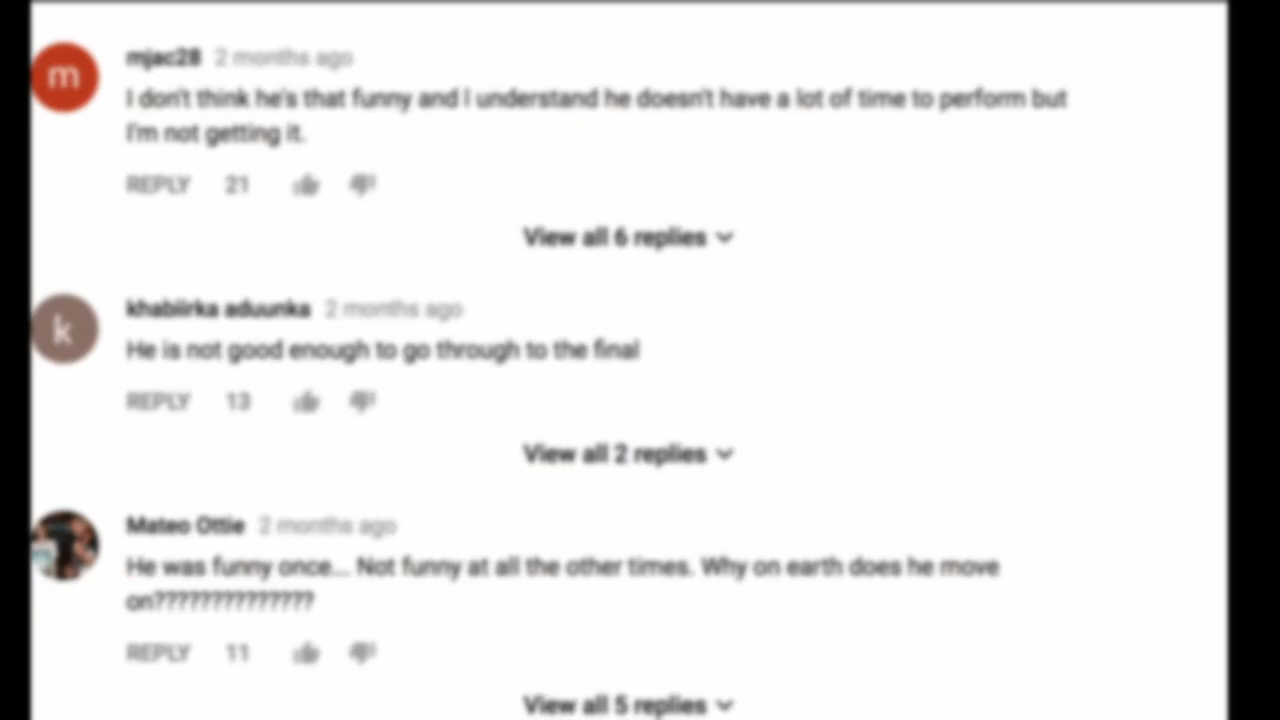 m
mjac28 2 months ago
I don't think he's that funny and i understand he doesn't have a lot of time to perform but
I'm not getting it.
REPLY 21
View all 6 replies
k
khabiirka aduunka 2 months ago
He is not good enough to go through to the final
REPLY 13
View all 2 replies
Mateo Ottie 2 months ago
He was funny once... Not funny at all the other times. Why on earth does he move
on??????????????
REPLY 11
View all 5 replies